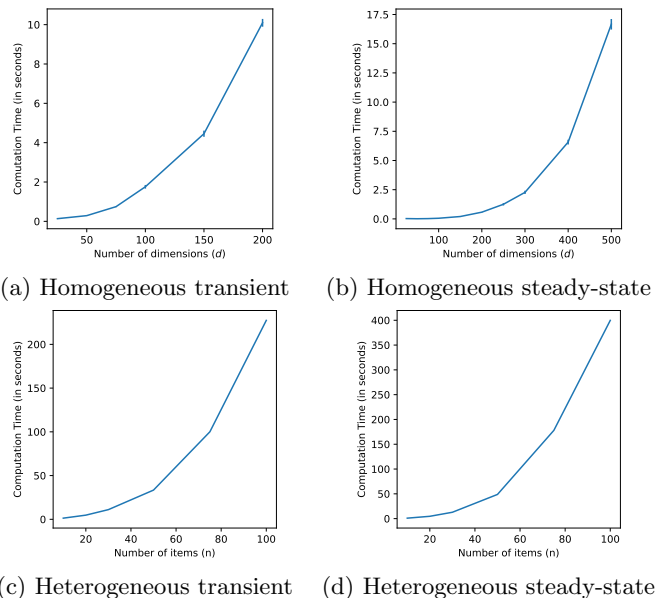 10
8
6
4
2
0
Comutation Time (in seconds)
50 100 150 200
Number of dimensions (d)
(a) Homogeneous transient
17.5
15.0
12.5
10.0
7.5
5.0
2.5
0.0
Comutation Time (in seconds)
100 200 300 400 500
Number of dimensions (d)
(b) Homogeneous steady-state
200
150
100
50
0
Computation Time (in seconds)
20 40 60 80 100
Number of items (n)
(c) Heterogeneous transient
400
350
300
250
200
150
100
50
0
Computation Time (in seconds)
20 40 60 80 100
Number of items (n)
(d) Heterogeneous steady-state